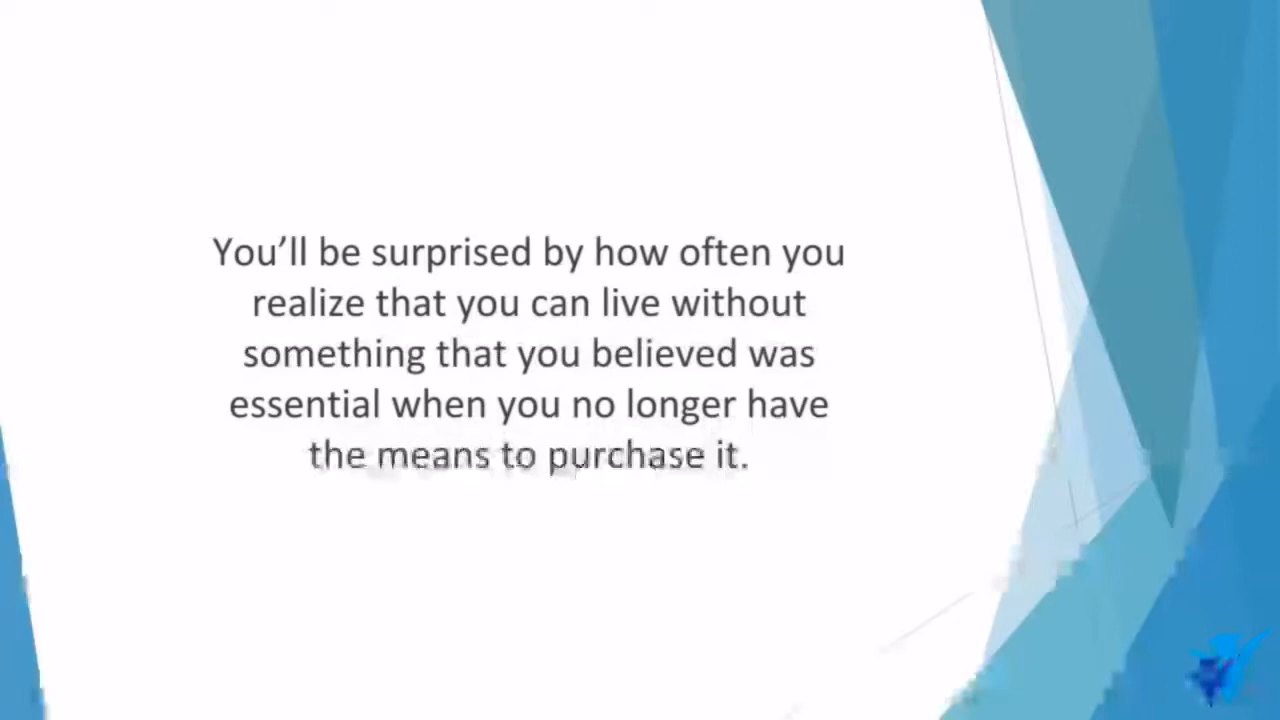 You’ll be surprised by how often you
realize that you can live without
something that you believed was
essential when you no longer have
the means to purchase it.